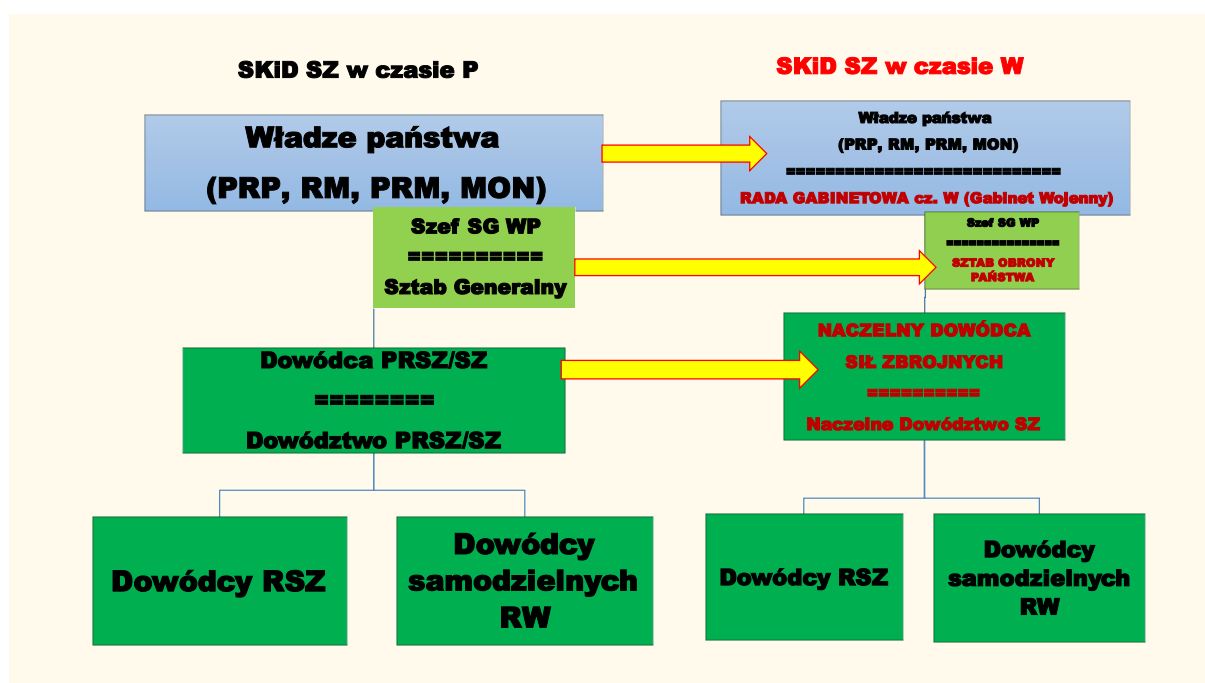 SKiD SZ w czasie P
Władze państwa
(PRP, RM, PRM, MON)
Szef SG WP
==========
Sztab Generalny
Dowódca PRSZ/SZ
========
Dowództwo PRSZ/SZ
Dowódcy RSZ
Dowódcy
samodzielnych
RW
SKiD SZ w czasie W
Władze państwa
(PRP, RM, PRM, MON)
=============================
RADA GABINETOWA cz. W (Gabinet Wojenny)
Szef SG WP
===============
SZTAB OBRONY
PAŃSTWA
NACZELNY DOWÓDCA
SIŁ ZBROJNYCH
==========
Naczelne Dowództwo SZ
Dowódcy RSZ
Dowódcy
samodzielnych
RW